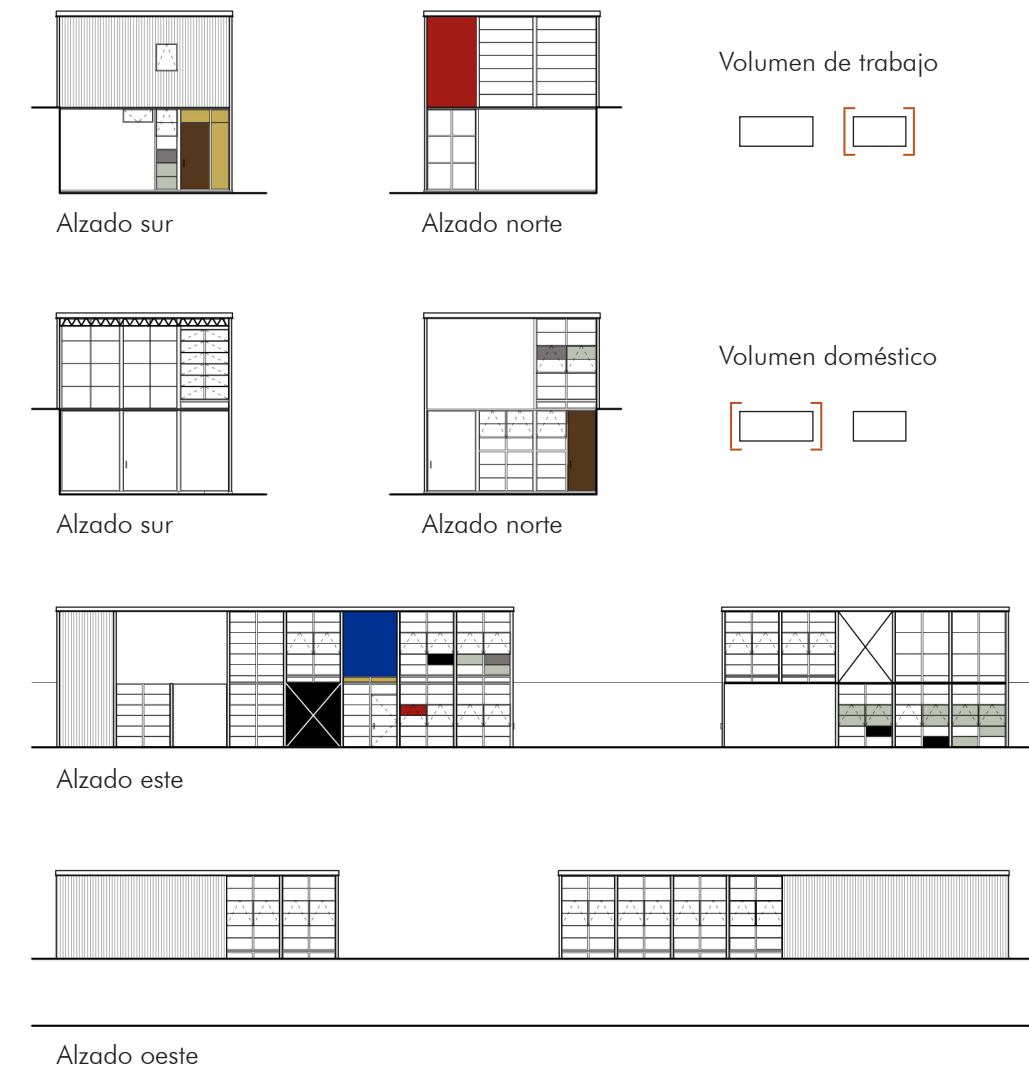 Volumen de trabajo
Alzado sur
Alzado norte
Volumen doméstico
Alzado sur
Alzado norte
Alzado este
Alzado oeste